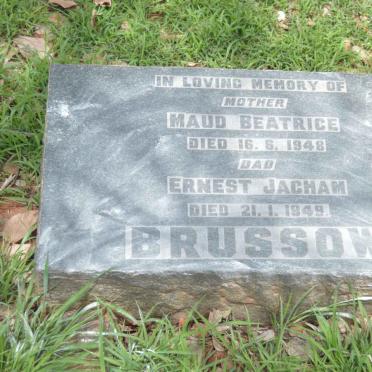 IN LOVING MEMORY OF
MOTHER
MAUD BEATRICE
DIED 16. 6. 1948
DAD
ERNEST JACHAM
DIED 21. 1. 1949.
BRUSSOW